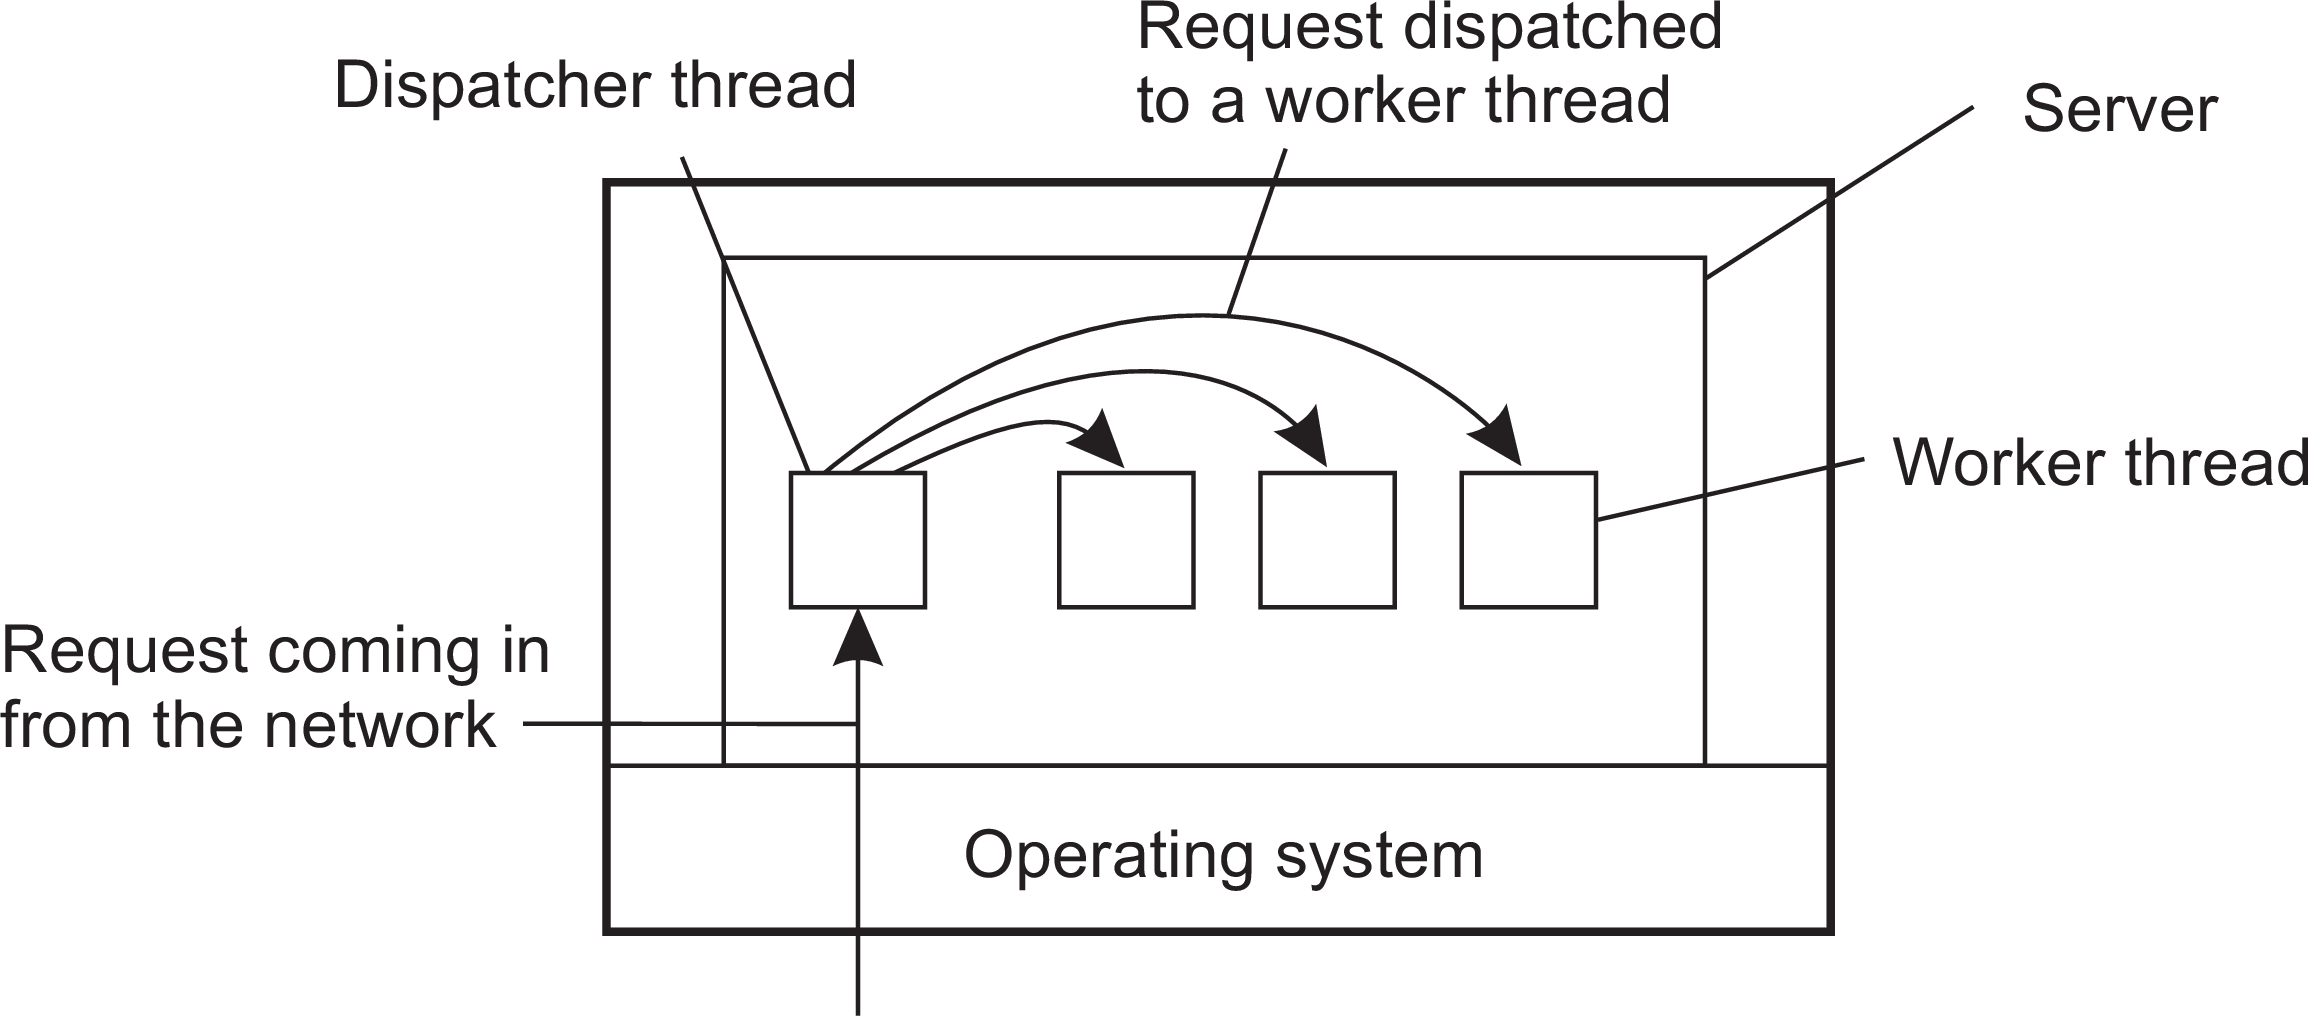 Request dispatched
to a worker thread
Dispatcher thread
Server
Worker thread
Request coming in
from the network
Operating system